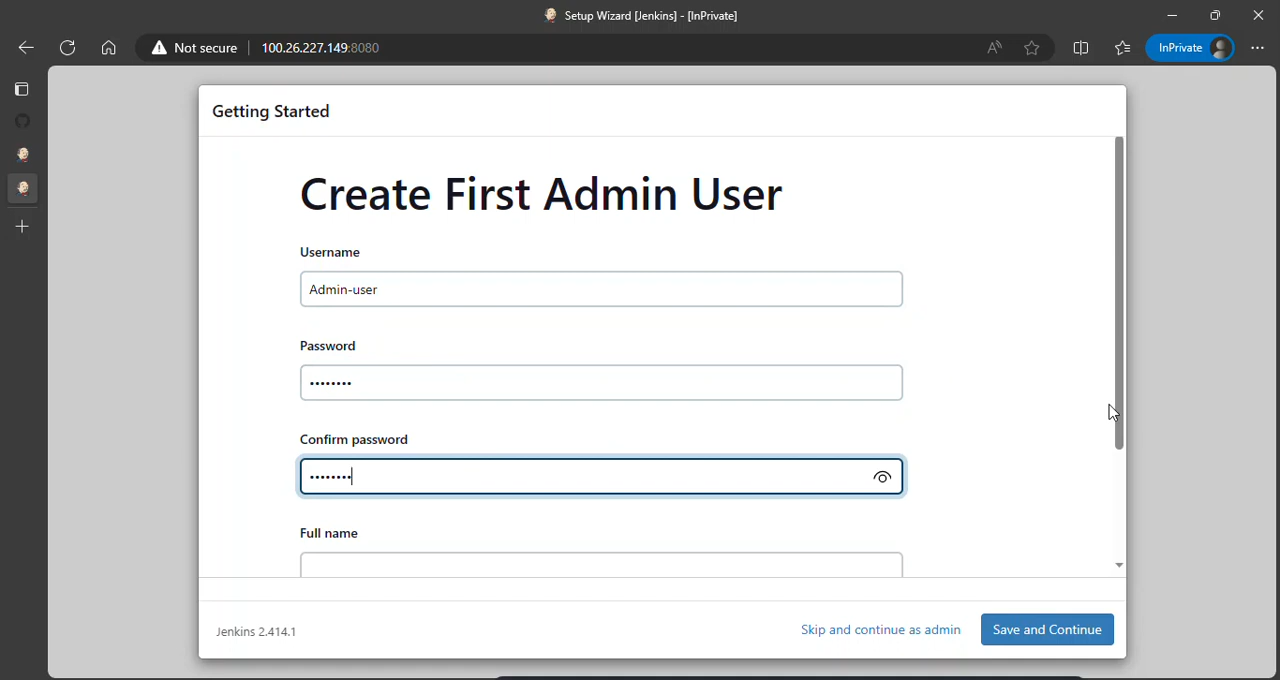 Setup Wizard [Jenkins] - [InPrivate]
Not secure
100.26.227.149:8080
InPrivate
Getting Started
Create First Admin User
Username
Admin-user
Password
••••••••
Confirm password
••••••••
Full name
Jenkins 2.414.1
Skip and continue as admin
Save and Continue